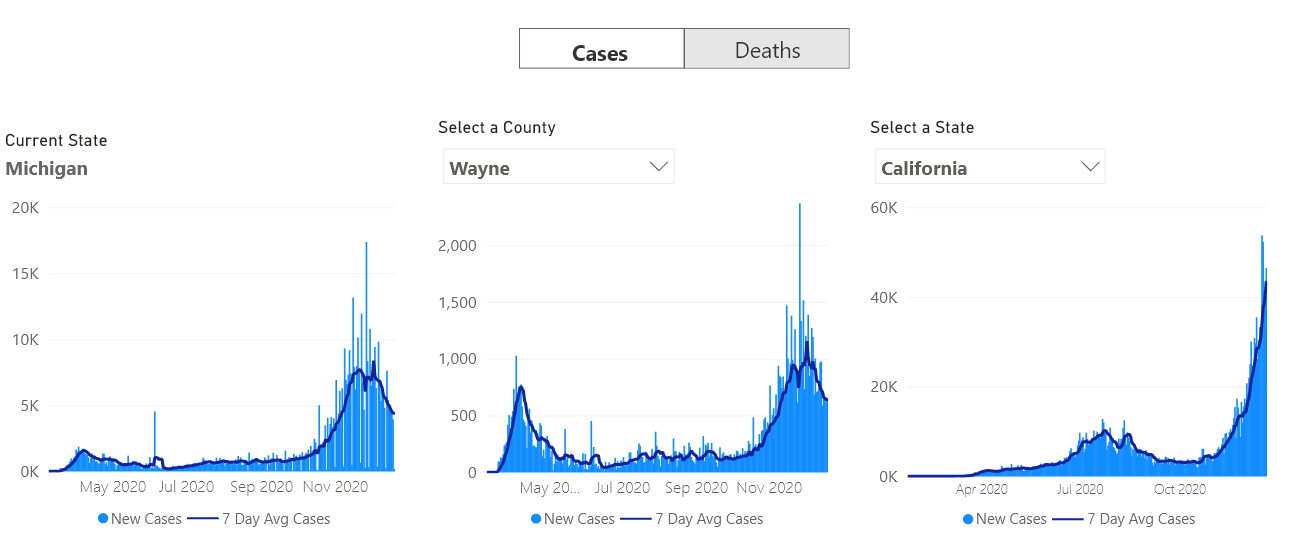 Cases Deaths
Current State
Michigan
20K
15K
10K
5K
0K
May 2020 Jul 2020 Sep 2020 Nov 2020
New Cases 7 Day Avg Cases
Select a County
Wayne
2,000
1,500
1,000
500
0
May 20... Jul 2020 Sep 2020 Nov 2020
New Cases 7 Day Avg Cases
Select a State
California
60K
40K
20K
0K
Apr 2020 Jul 2020 Oct 2020
New Cases 7 Day Avg Cases